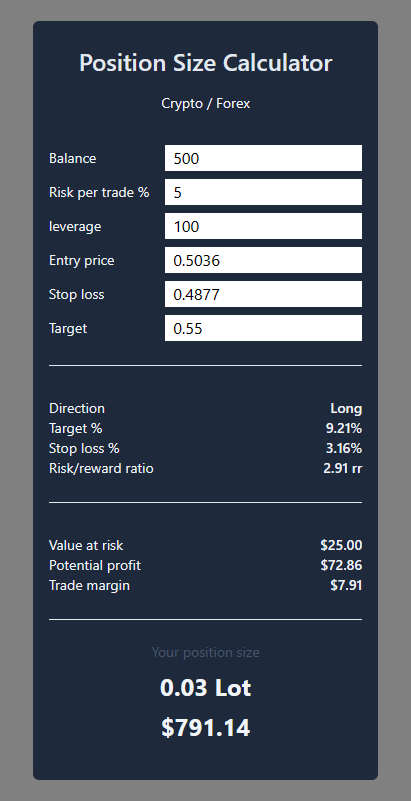 Position Size Calculator
Crypto / Forex
Balance 500
Risk per trade % 5
leverage 100
Entry price 0.5036
Stop loss 0.4877
Target 0.55
Direction Long
Target % 9.21%
Stop loss % 3.16%
Risk/reward ratio 2.91 rr
Value at risk $25.00
Potential profit $72.86
Trade margin $7.91
Your position size
0.03 Lot
$791.14